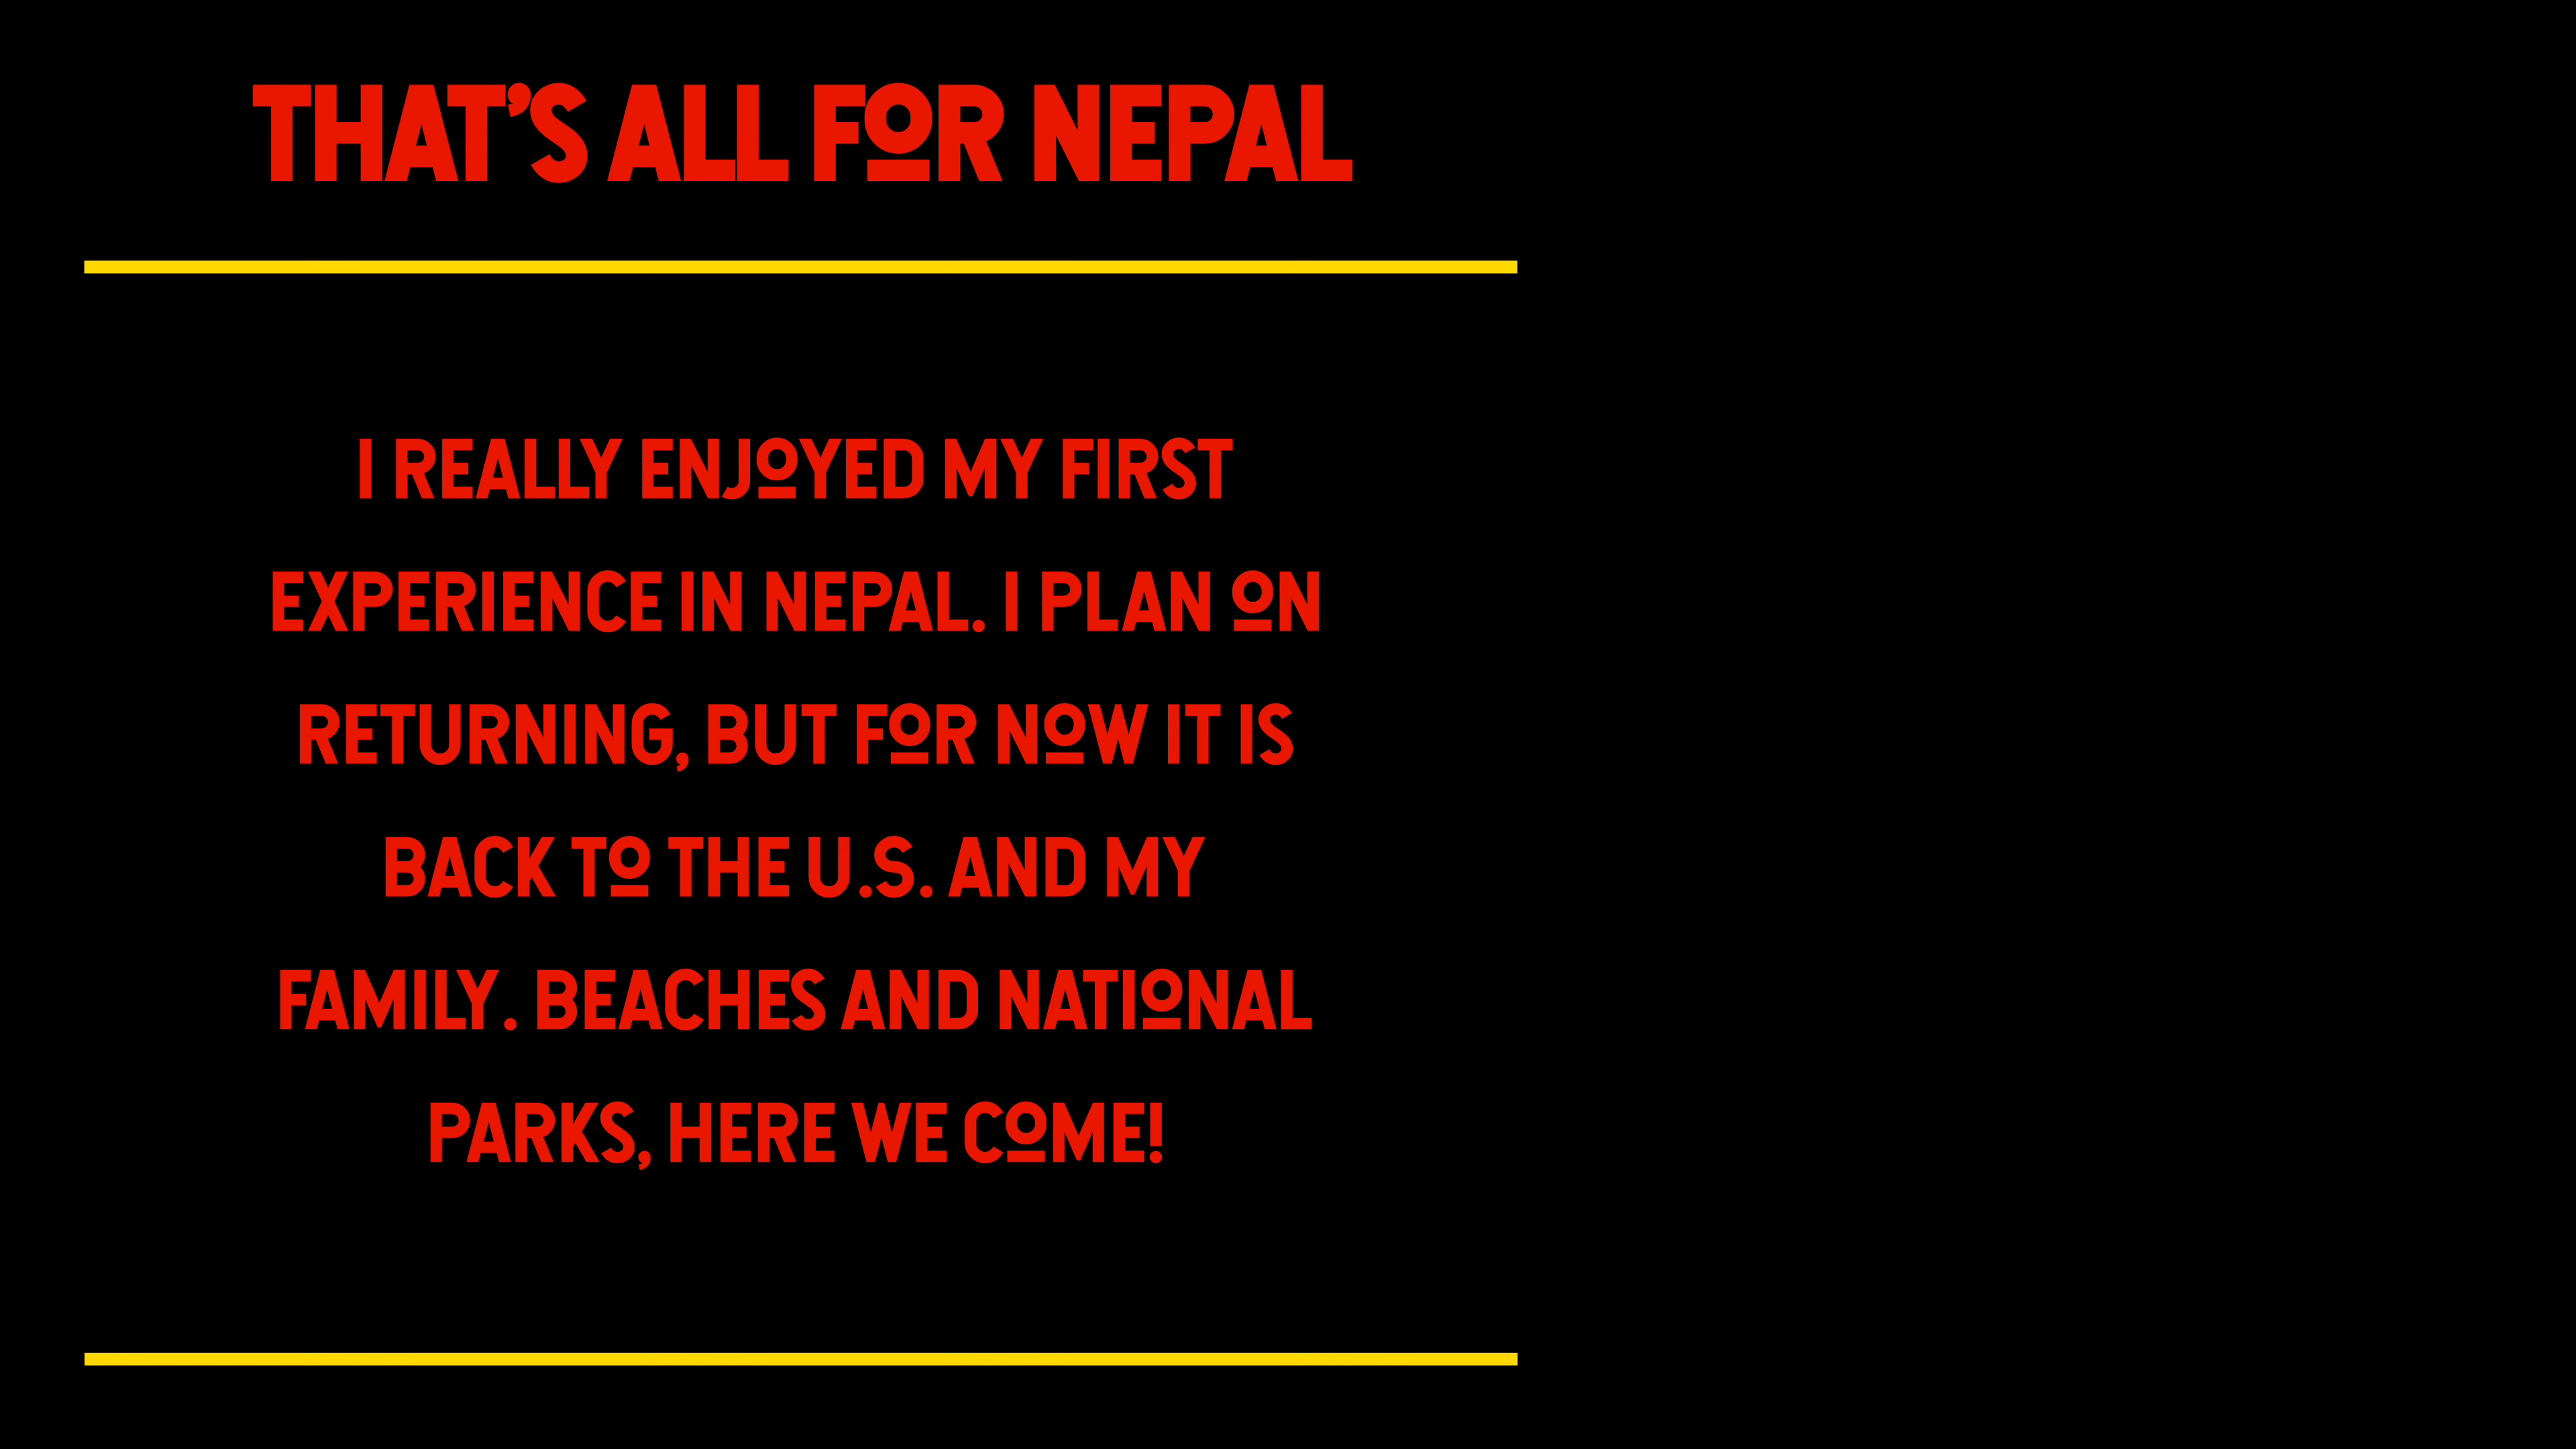 THAT'S ALL FOR NEPAL
I REALLY ENJOYED MY FIRST
EXPERIENCE IN NEPAL. I PLAN ON
RETURNING, BUT FOR NOW IT IS
BACK TO THE U.S. AND MY
FAMILY. BEACHES AND NATIONAL
PARKS, HERE WE COME!